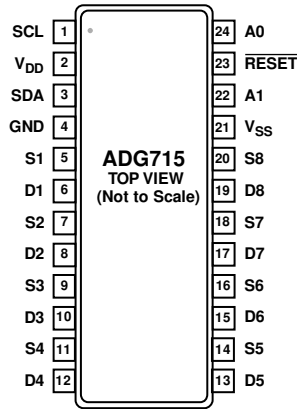 SCL 1 24 A0
VDD 2 23 RESET
SDA 3 22 A1
GND 4 21 VSS
S1 5 20 S8
ADG715
D1 6 19 D8
TOP VIEW
(Not to Scale)
S2 7 18 S7
D2 8 17 D7
S3 9 16 S6
D3 10 15 D6
S4 11 14 S5
D4 12 13 D5